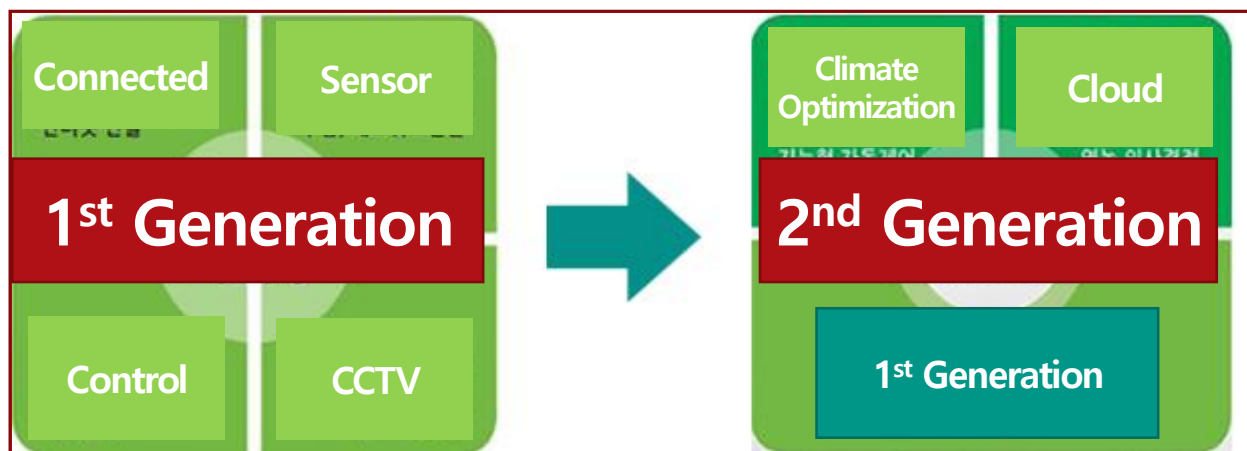 Connected
Sensor
1st Generation
Control
CCTV
Climate
Optimization
Cloud
2nd Generation
1st Generation